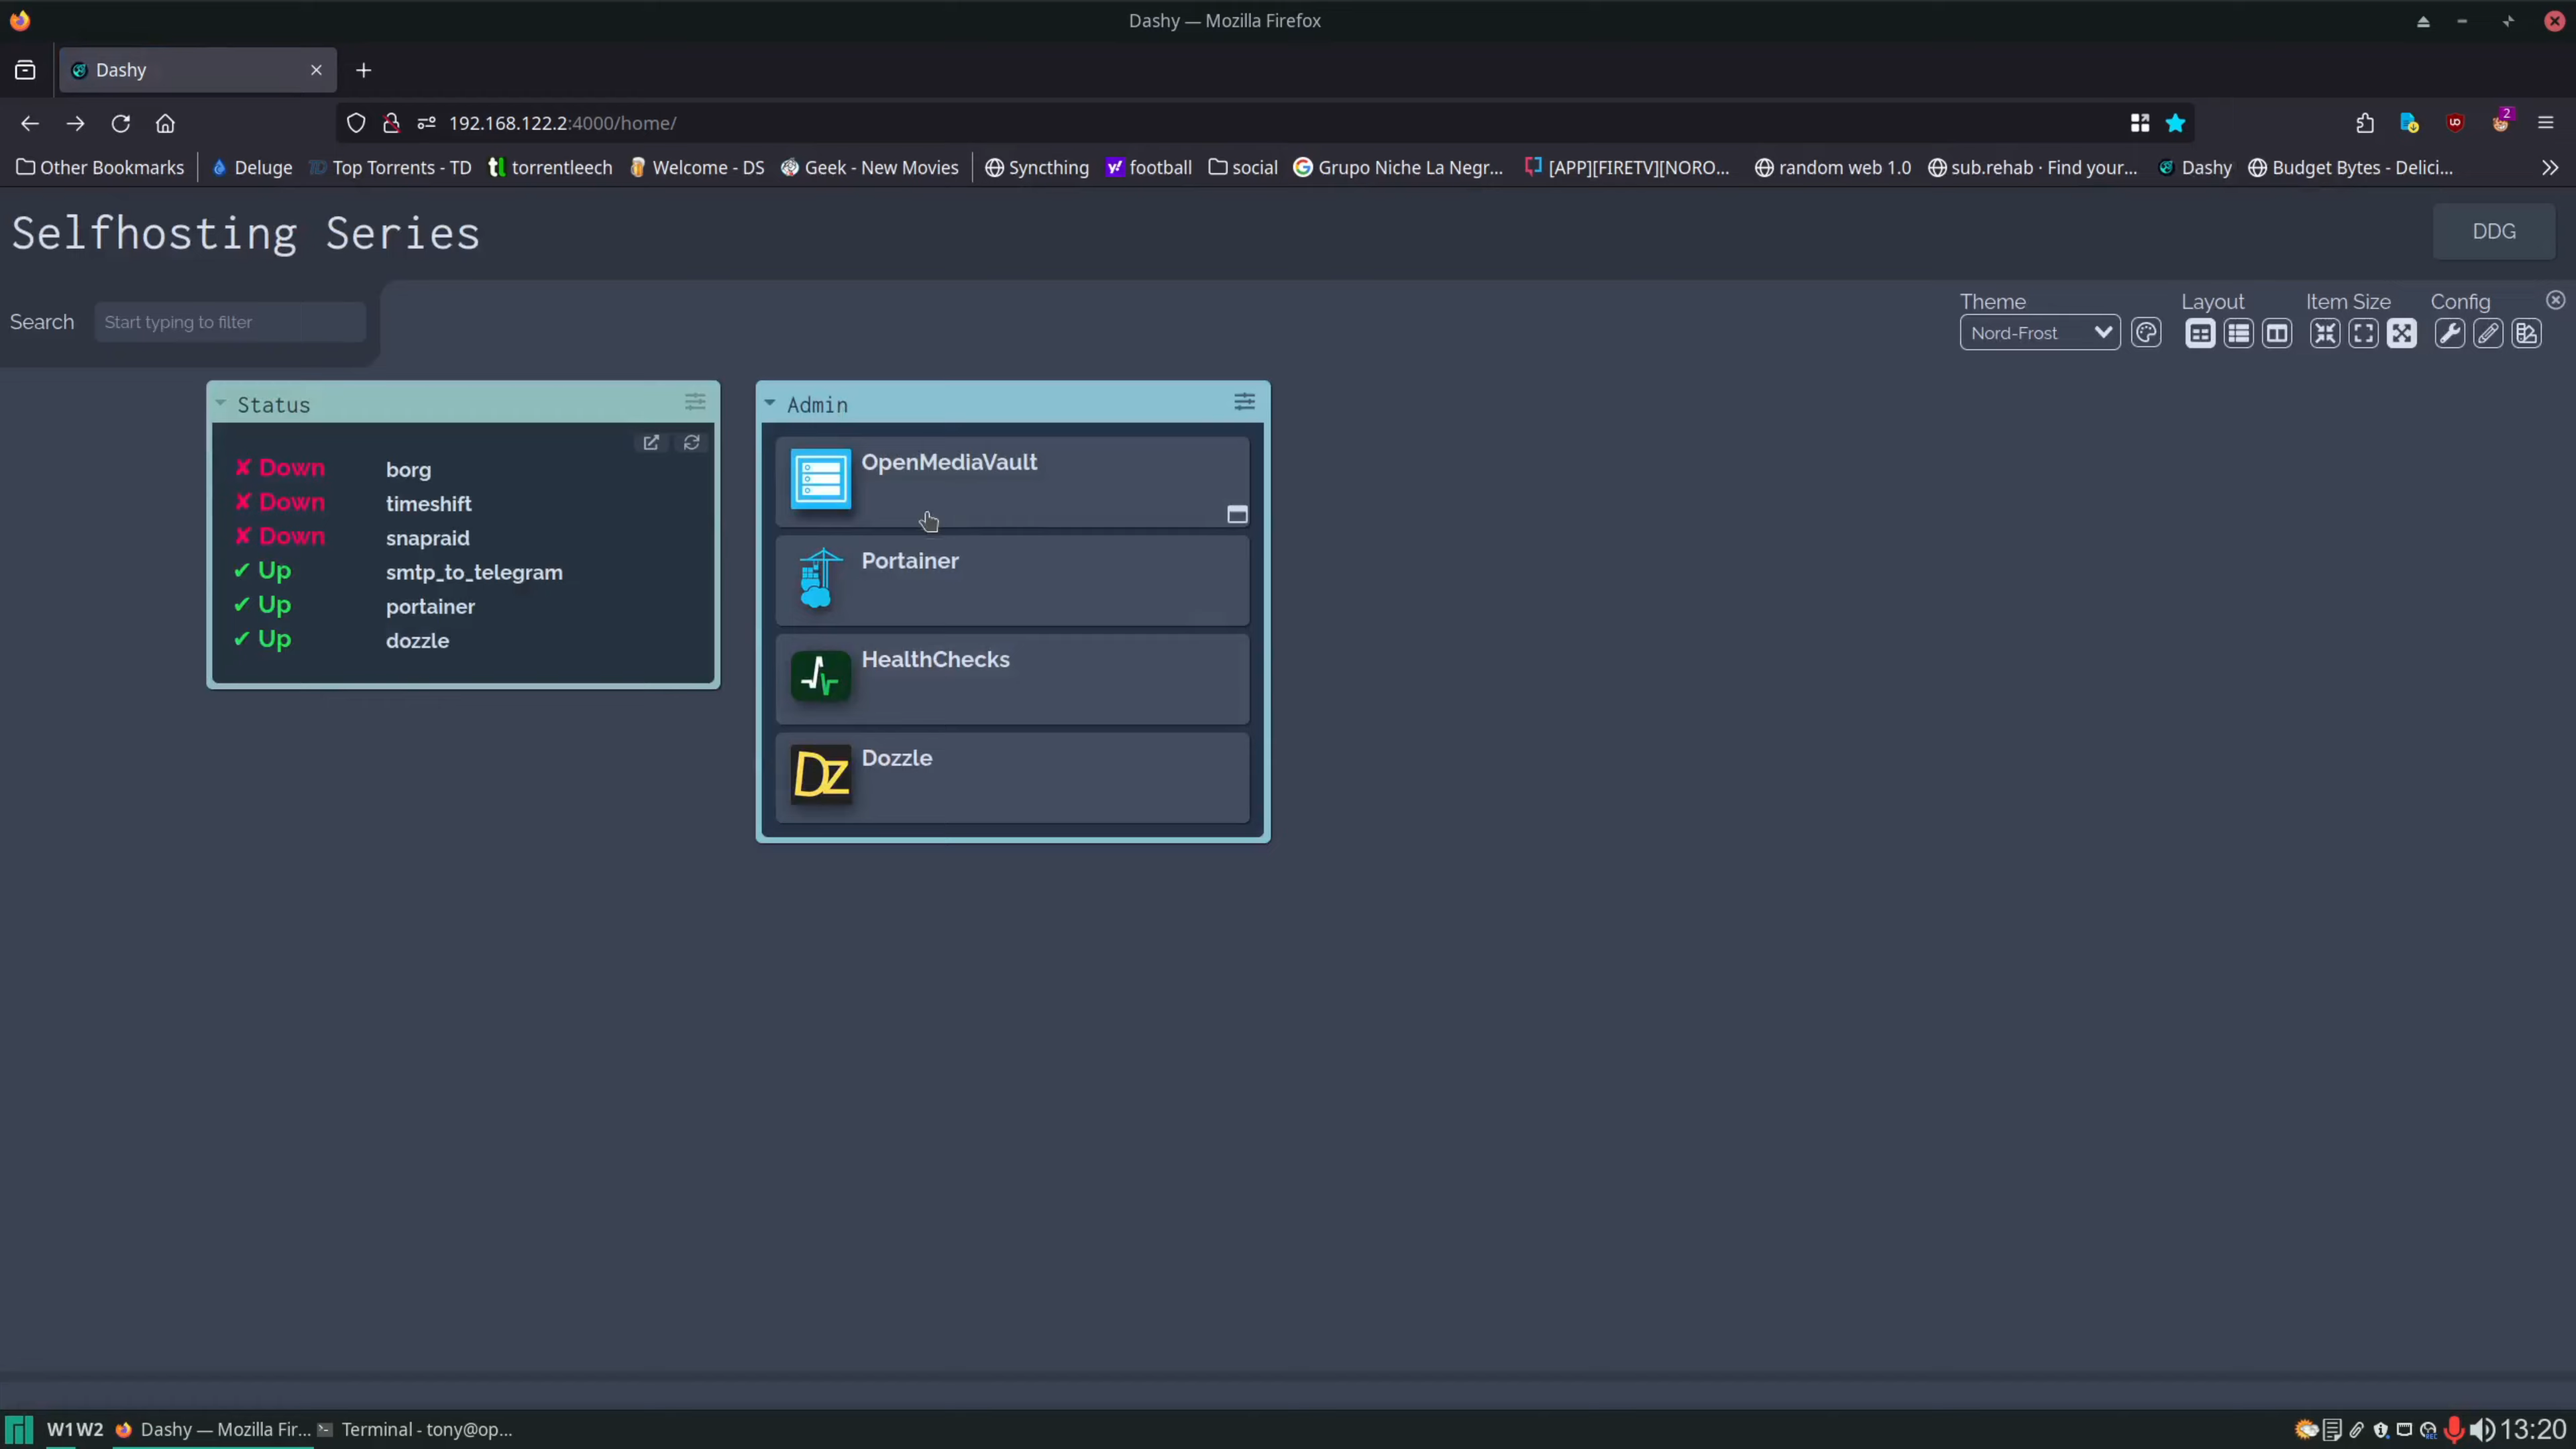 Dashy — Mozilla Firefox
Dashy
2
192.168.122.2:4000/home/
Other Bookmarks Deluge TD Top Torrents - TD tl torrentleech Welcome - DS Geek - New Movies Syncthing y! football social G Grupo Niche La Negr... [APP][FIRETV][NORO... random web 1.0 sub.rehab · Find your... Dashy Budget Bytes - Delici...
Selfhosting Series
DDG
Search Start typing to filter
Theme Layout Item Size Config
Nord-Frost
Status
✘ Down borg
✘ Down timeshift
✘ Down snapraid
✔ Up smtp_to_telegram
✔ Up portainer
✔ Up dozzle
Admin
OpenMediaVault
Portainer
HealthChecks
Dz Dozzle
W1 W2 Dashy — Mozilla Fir... Terminal - tony@op... 13:20